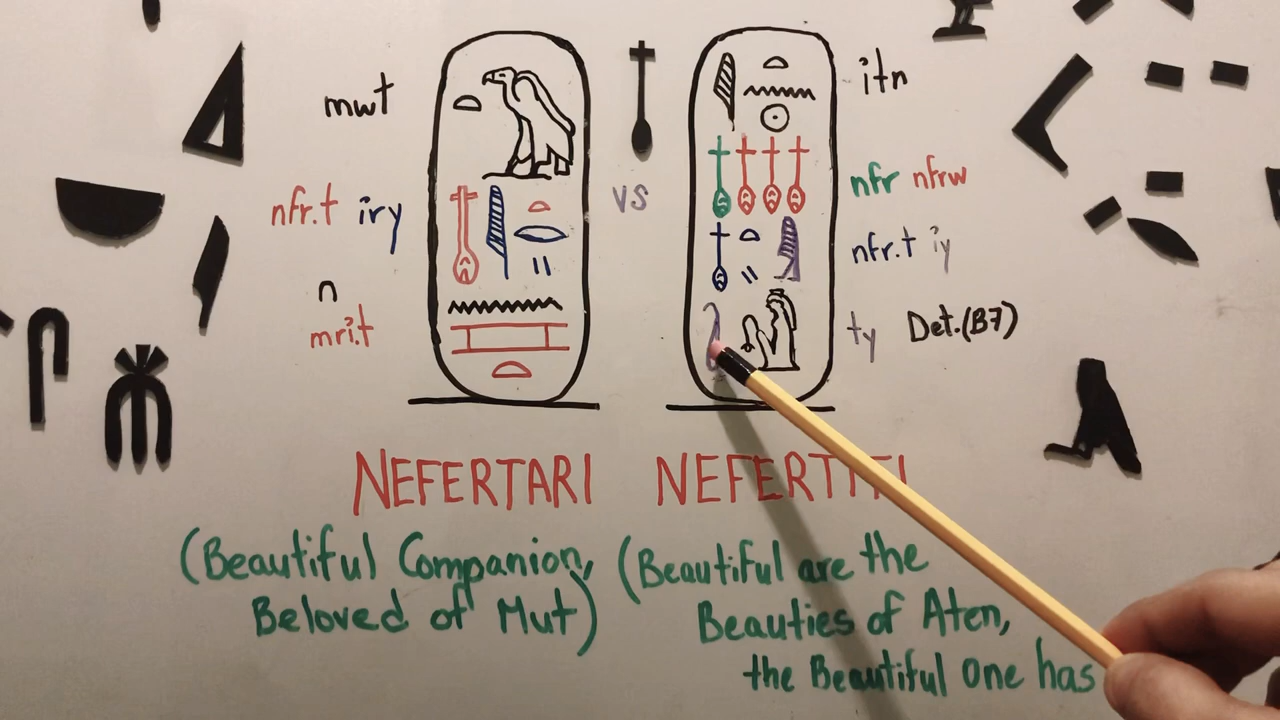 mwt
nfr.t iry
n
mri.t
vs
itn
nfr nfrw
nfr.t iy
ty Det.(B7)
NEFERTARI
(Beautiful Companion,
Beloved of Mut)
NEFERTITI
(Beautiful are the
Beauties of Aten,
the Beautiful One has